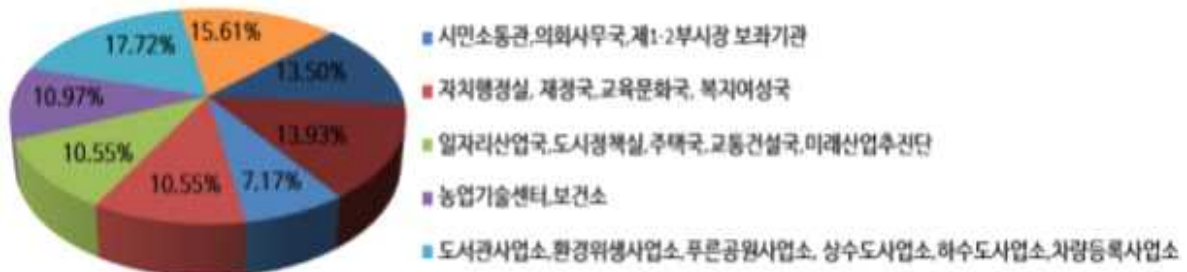 15.61%
17.72%
13.50%
10.97%
13.93%
10.55%
10.55%
7.17%
시민소통관,의회사무국,제1·2부시장 보좌기관
자치행정실, 재정국,교육문화국, 복지여성국
일자리산업국,도시정책실,주택국,교통건설국,미래산업추진단
농업기술센터,보건소
도서관사업소,환경위생사업소,푸른공원사업소, 상수도사업소,하수도사업소,차량등록사업소